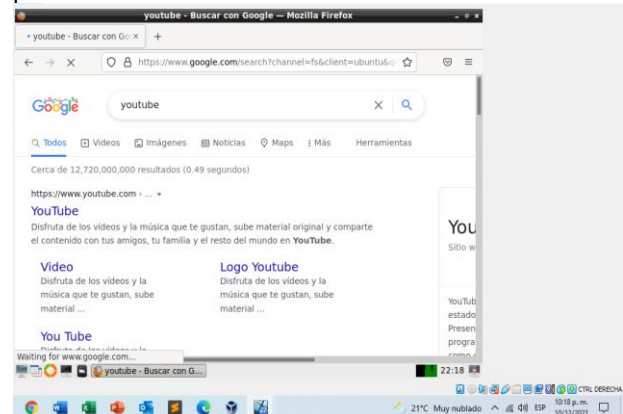 youtube - Buscar con Google — Mozilla Firefox
youtube - Buscar con Go
https://www.google.com/search?channel=fs&client=ubuntu&
Google
youtube
Todos Videos Imágenes Noticias Maps Más Herramientas
Cerca de 12,720,000,000 resultados (0.49 segundos)
https://www.youtube.com › ...
YouTube
Disfruta de los vídeos y la música que te gustan, sube material original y comparte
el contenido con tus amigos, tu familia y el resto del mundo en YouTube.
Video
Disfruta de los vídeos y la
música que te gustan, sube
material ...
Logo Youtube
Disfruta de los vídeos y la
música que te gustan, sube
material ...
You Tube
You
Sitio w
YouTub
estado
Presen
progra
Waiting for www.google.com...
youtube - Buscar con G...
22:18
CTRL DERECHA
21°C Muy nublado
ESP
10:18 p. m.
10/12/2021